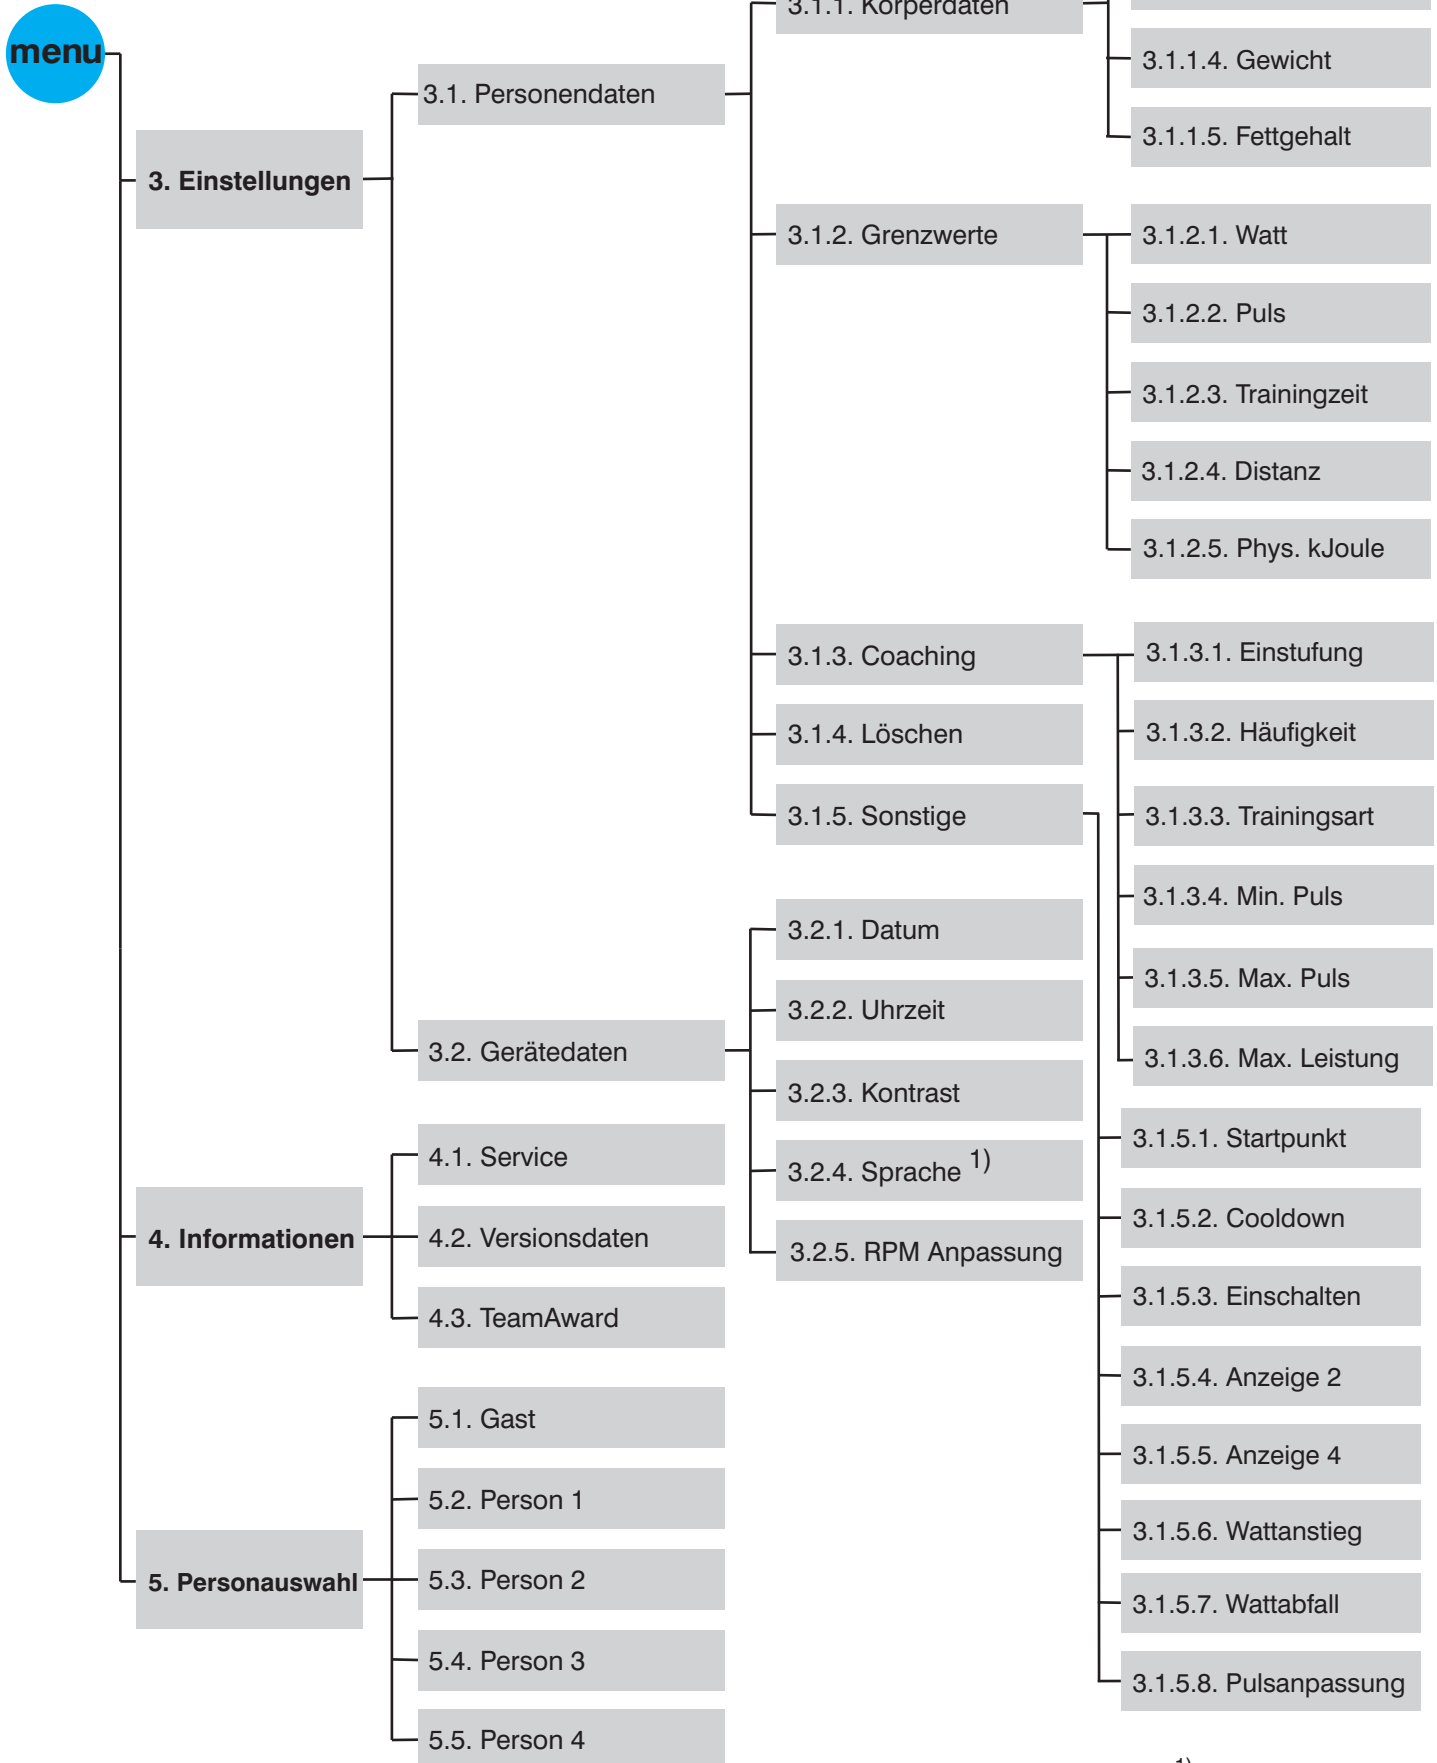 menu
3. Einstellungen
3.1. Personendaten
3.1.1. Körperdaten
3.1.1.4. Gewicht
3.1.1.5. Fettgehalt
3.1.2. Grenzwerte
3.1.2.1. Watt
3.1.2.2. Puls
3.1.2.3. Trainingzeit
3.1.2.4. Distanz
3.1.2.5. Phys. kJoule
3.1.3. Coaching
3.1.3.1. Einstufung
3.1.3.2. Häufigkeit
3.1.3.3. Trainingsart
3.1.3.4. Min. Puls
3.1.3.5. Max. Puls
3.1.3.6. Max. Leistung
3.1.4. Löschen
3.1.5. Sonstige
3.1.5.1. Startpunkt
3.1.5.2. Cooldown
3.1.5.3. Einschalten
3.1.5.4. Anzeige 2
3.1.5.5. Anzeige 4
3.1.5.6. Wattanstieg
3.1.5.7. Wattabfall
3.1.5.8. Pulsanpassung
3.2. Gerätedaten
3.2.1. Datum
3.2.2. Uhrzeit
3.2.3. Kontrast
3.2.4. Sprache 1)
3.2.5. RPM Anpassung
4. Informationen
4.1. Service
4.2. Versionsdaten
4.3. TeamAward
5. Personauswahl
5.1. Gast
5.2. Person 1
5.3. Person 2
5.4. Person 3
5.5. Person 4
1)